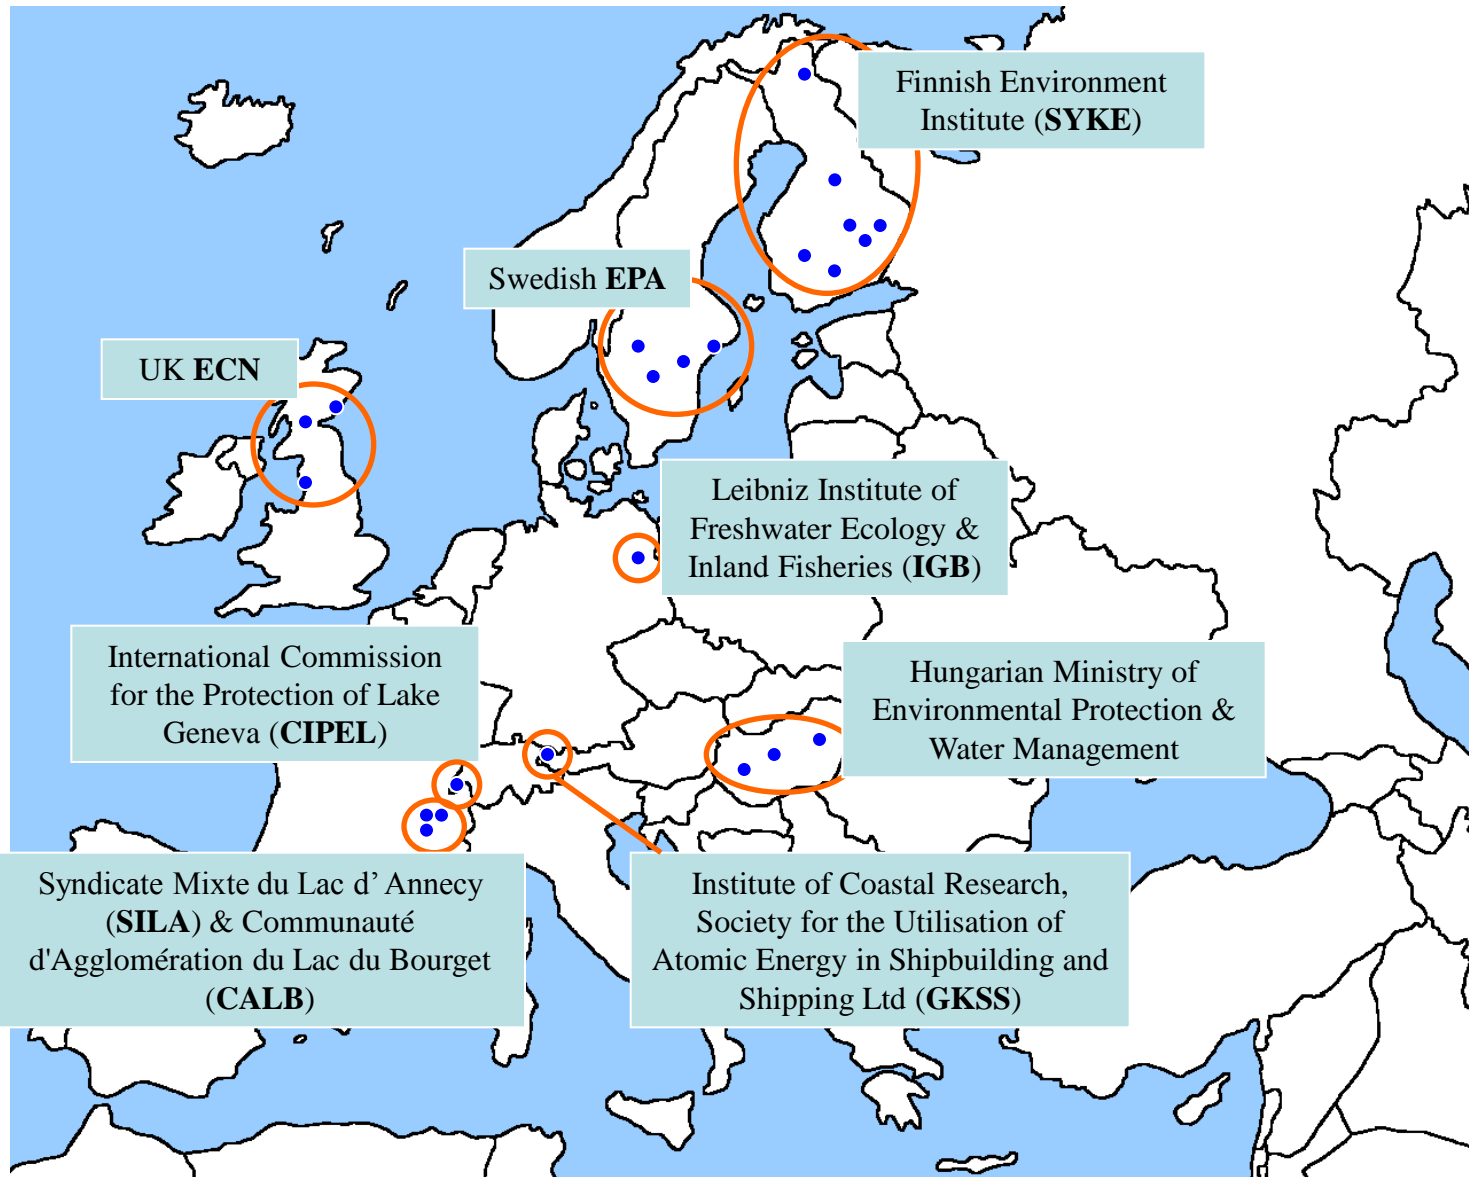 Finnish Environment
Institute (SYKE)
Swedish EPA
UK ECN
Leibniz Institute of
Freshwater Ecology &
Inland Fisheries (IGB)
International Commission
for the Protection of Lake
Geneva (CIPEL)
Hungarian Ministry of
Environmental Protection &
Water Management
Syndicate Mixte du Lac d’ Annecy
(SILA) & Communauté
d'Agglomération du Lac du Bourget
(CALB)
Institute of Coastal Research,
Society for the Utilisation of
Atomic Energy in Shipbuilding and
Shipping Ltd (GKSS)